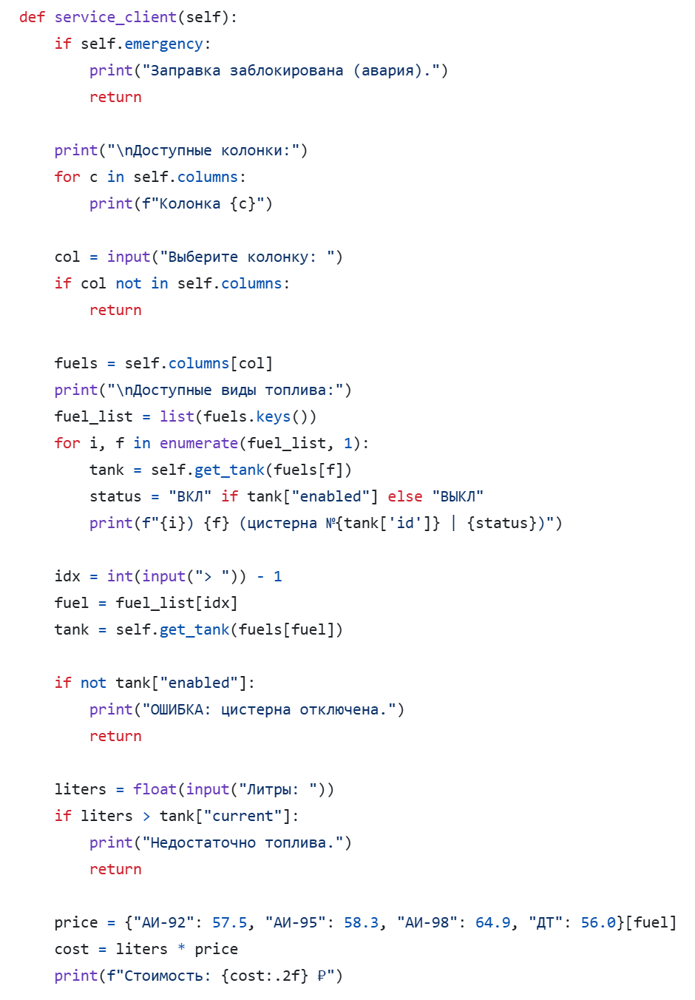 def service_client(self):
    if self.emergency:
        print("Заправка заблокирована (авария).")
        return

    print("\nДоступные колонки:")
    for c in self.columns:
        print(f"Колонка {c}")

    col = input("Выберите колонку: ")
    if col not in self.columns:
        return

    fuels = self.columns[col]
    print("\nДоступные виды топлива:")
    fuel_list = list(fuels.keys())
    for i, f in enumerate(fuel_list, 1):
        tank = self.get_tank(fuels[f])
        status = "ВКЛ" if tank["enabled"] else "ВЫКЛ"
        print(f"{i}) {f} (цистерна №{tank['id']} | {status})")

    idx = int(input("> ")) - 1
    fuel = fuel_list[idx]
    tank = self.get_tank(fuels[fuel])

    if not tank["enabled"]:
        print("ОШИБКА: цистерна отключена.")
        return

    liters = float(input("Литры: "))
    if liters > tank["current"]:
        print("Недостаточно топлива.")
        return

    price = {"АИ-92": 57.5, "АИ-95": 58.3, "АИ-98": 64.9, "ДТ": 56.0}[fuel]
    cost = liters * price
    print(f"Стоимость: {cost:.2f} ₽")